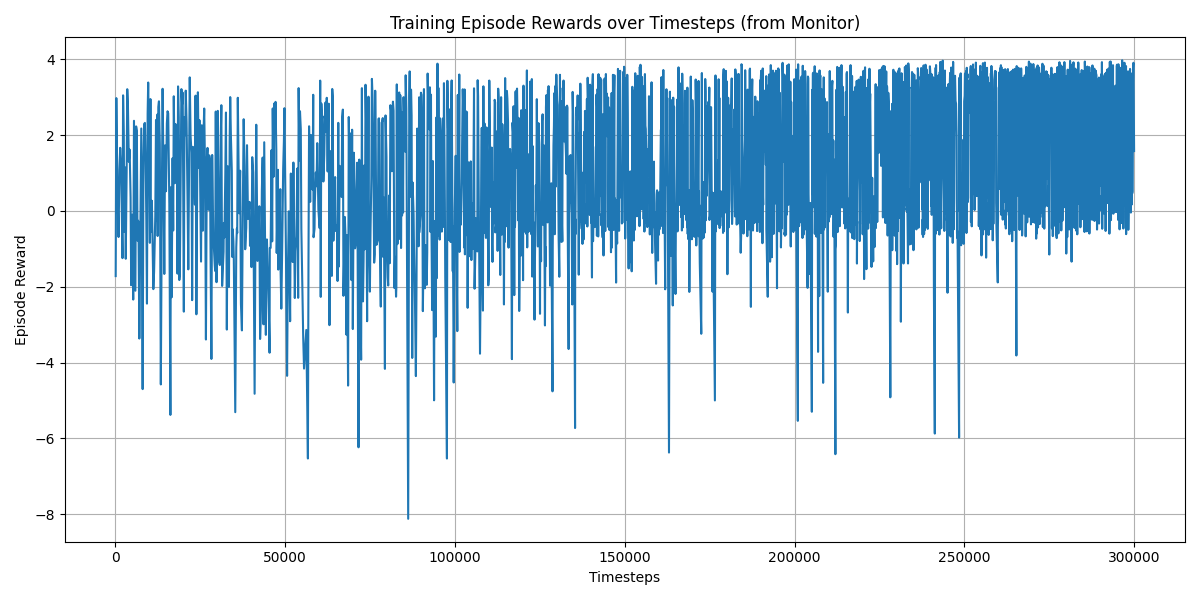 Training Episode Rewards over Timesteps (from Monitor)
Episode Reward
4
2
0
−2
−4
−6
−8
0 50000 100000 150000 200000 250000 300000
Timesteps